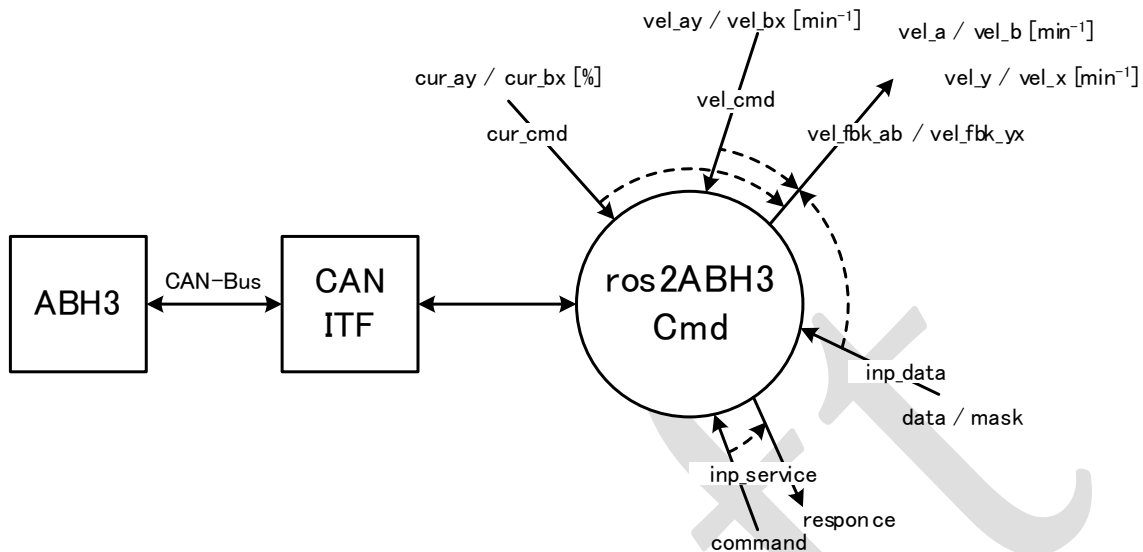 vel_ay / vel_bx [min⁻¹]
vel_a / vel_b [min⁻¹]
cur_ay / cur_bx [%]
vel_y / vel_x [min⁻¹]
vel_cmd
cur_cmd
vel_fbk_ab / vel_fbk_yx
ABH3
CAN-Bus
CAN
ITF
ros2ABH3
Cmd
inp_data
data / mask
inp_service
responce
command